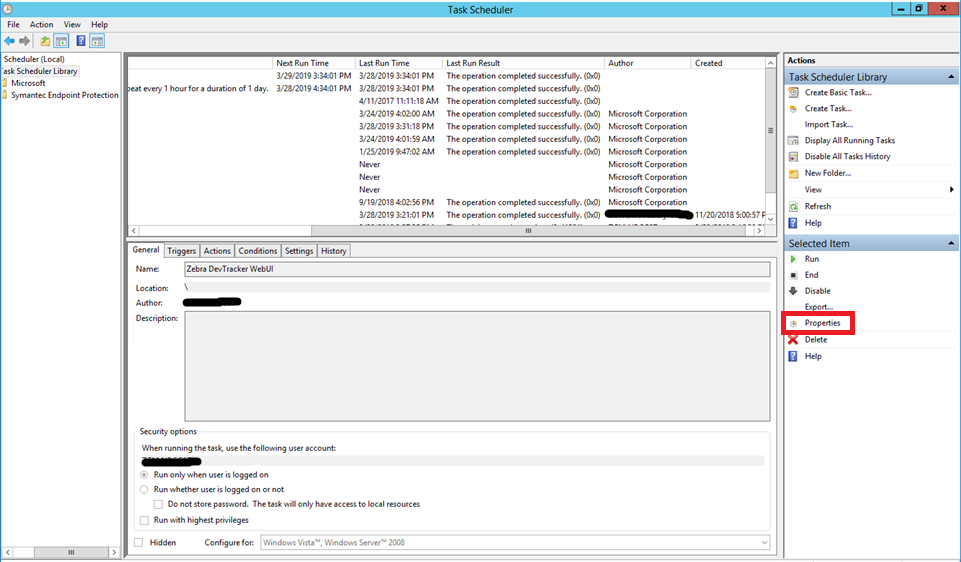 Task Scheduler
File Action View Help
Scheduler (Local)
ask Scheduler Library
Microsoft
Symantec Endpoint Protection
Next Run Time Last Run Time Last Run Result Author Created
3/29/2019 3:34:01 PM 3/28/2019 3:34:01 PM The operation completed successfully. (0x0)
eat every 1 hour for a duration of 1 day. 3/28/2019 4:34:01 PM 3/28/2019 3:34:01 PM The operation completed successfully. (0x0)
4/11/2017 11:11:18 AM The operation completed successfully. (0x0)
3/24/2019 4:02:00 AM The operation completed successfully. (0x0) Microsoft Corporation
3/28/2019 3:31:18 PM The operation completed successfully. (0x0) Microsoft Corporation
3/24/2019 4:01:59 AM The operation completed successfully. (0x0) Microsoft Corporation
1/25/2019 9:47:02 AM The operation completed successfully. (0x0) Microsoft Corporation
Never Microsoft Corporation
Never Microsoft Corporation
Never Microsoft Corporation
9/19/2018 4:02:56 PM The operation completed successfully. (0x0) Microsoft Corporation
3/28/2019 3:21:01 PM The operation completed successfully. (0x0) 11/20/2018 5:00:57 P
General Triggers Actions Conditions Settings History
Name: Zebra DevTracker WebUI
Location: \
Author:
Description:
Security options
When running the task, use the following user account:
Run only when user is logged on
Run whether user is logged on or not
Do not store password. The task will only have access to local resources
Run with highest privileges
Hidden Configure for: Windows Vista™, Windows Server™ 2008
Actions
Task Scheduler Library
Create Basic Task...
Create Task...
Import Task...
Display All Running Tasks
Disable All Tasks History
New Folder...
View
Refresh
Help
Selected Item
Run
End
Disable
Export...
Properties
Delete
Help